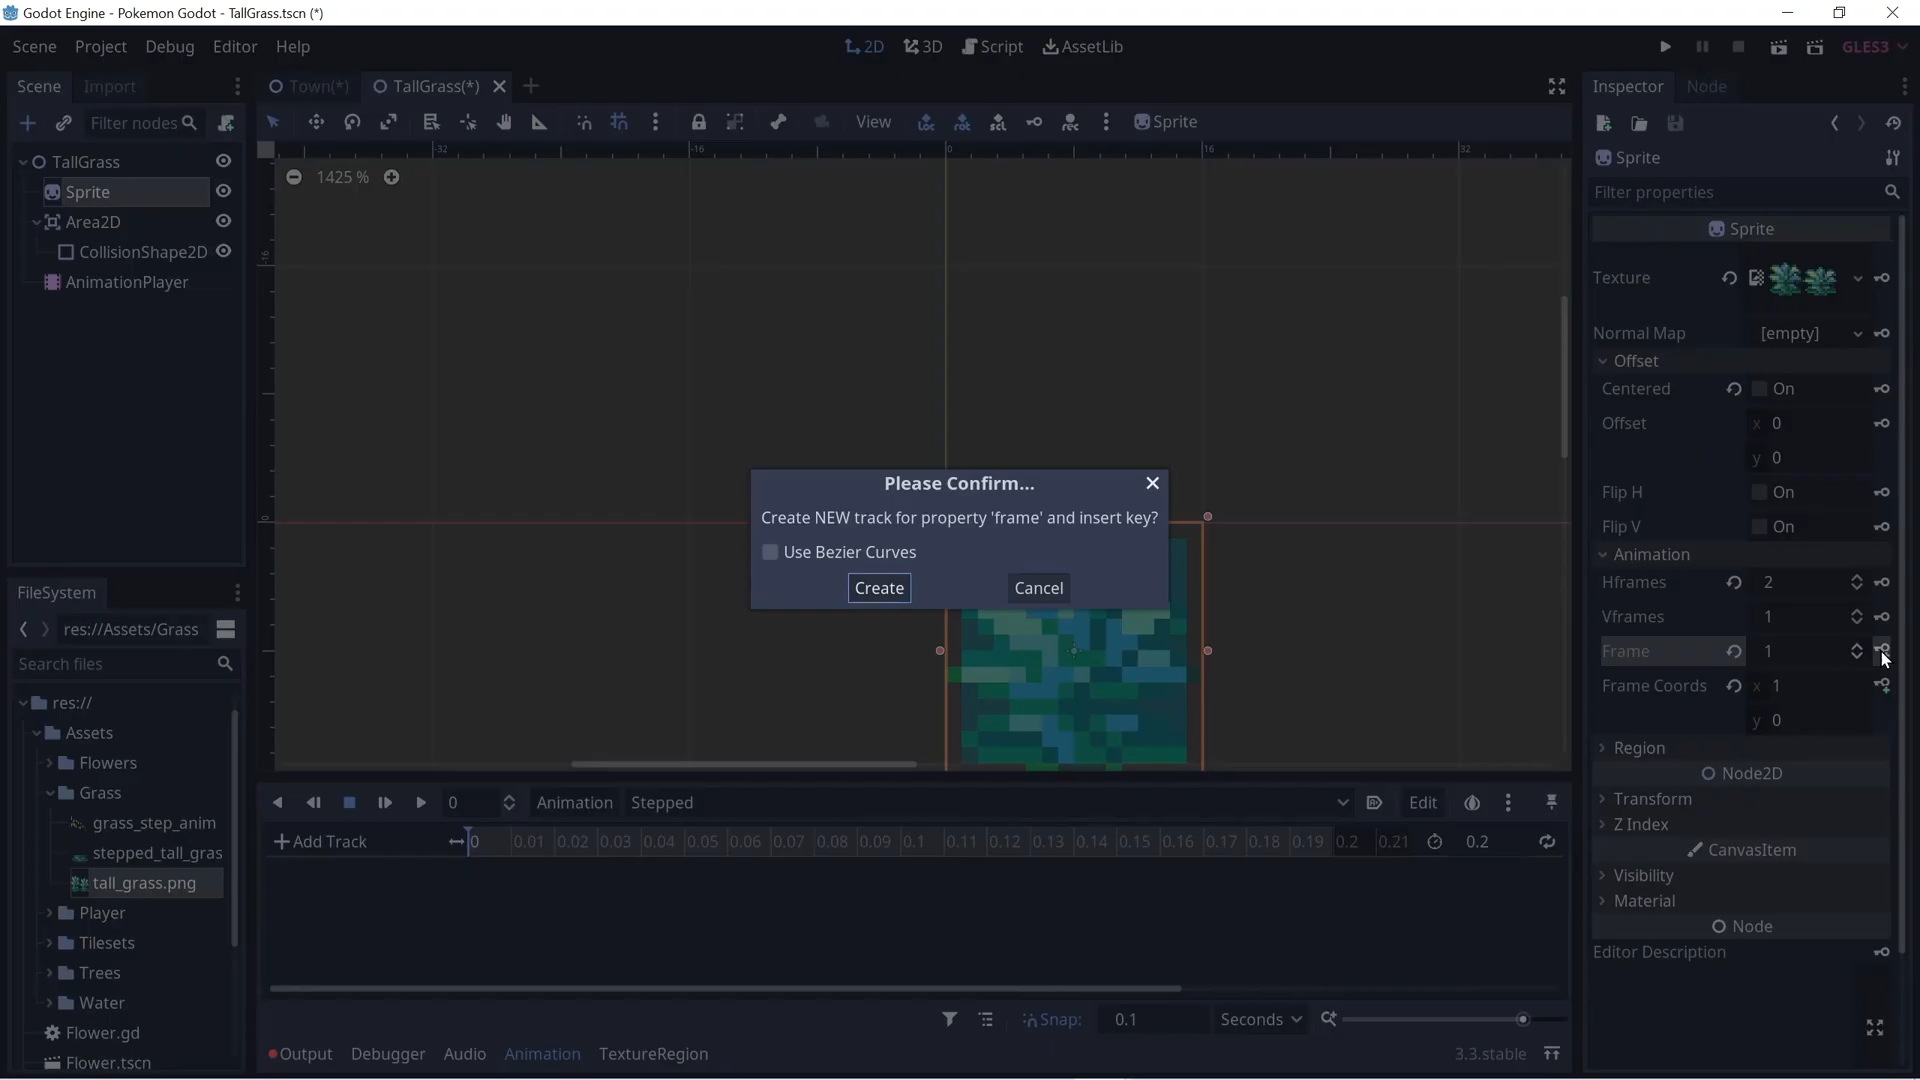 Godot Engine - Pokemon Godot - TallGrass.tscn (*)
Scene Project Debug Editor Help
2D 3D Script AssetLib
GLES3
Scene Import
Town(*) TallGrass(*)
Inspector Node
Filter nodes
View
Sprite
TallGrass
Sprite
Area2D
CollisionShape2D
AnimationPlayer
-32 -16 0 16 32
-16
0
1425 %
Sprite
Filter properties
Sprite
Texture
Normal Map [empty]
Offset
Centered On
Offset x 0
y 0
Flip H On
Flip V On
Animation
Hframes 2
Vframes 1
Frame 1
Frame Coords x 1
y 0
Region
Node2D
Transform
Z Index
CanvasItem
Visibility
Material
Node
Editor Description
Please Confirm...
Create NEW track for property 'frame' and insert key?
Use Bezier Curves
Create Cancel
FileSystem
res://Assets/Grass
Search files
res://
Assets
Flowers
Grass
grass_step_anim
stepped_tall_gras
tall_grass.png
Player
Tilesets
Trees
Water
Flower.gd
Flower.tscn
0 Animation Stepped Edit
Add Track 0 0.01 0.02 0.03 0.04 0.05 0.06 0.07 0.08 0.09 0.1 0.11 0.12 0.13 0.14 0.15 0.16 0.17 0.18 0.19 0.2 0.21 0.2
Snap: 0.1 Seconds
Output Debugger Audio Animation TextureRegion 3.3.stable